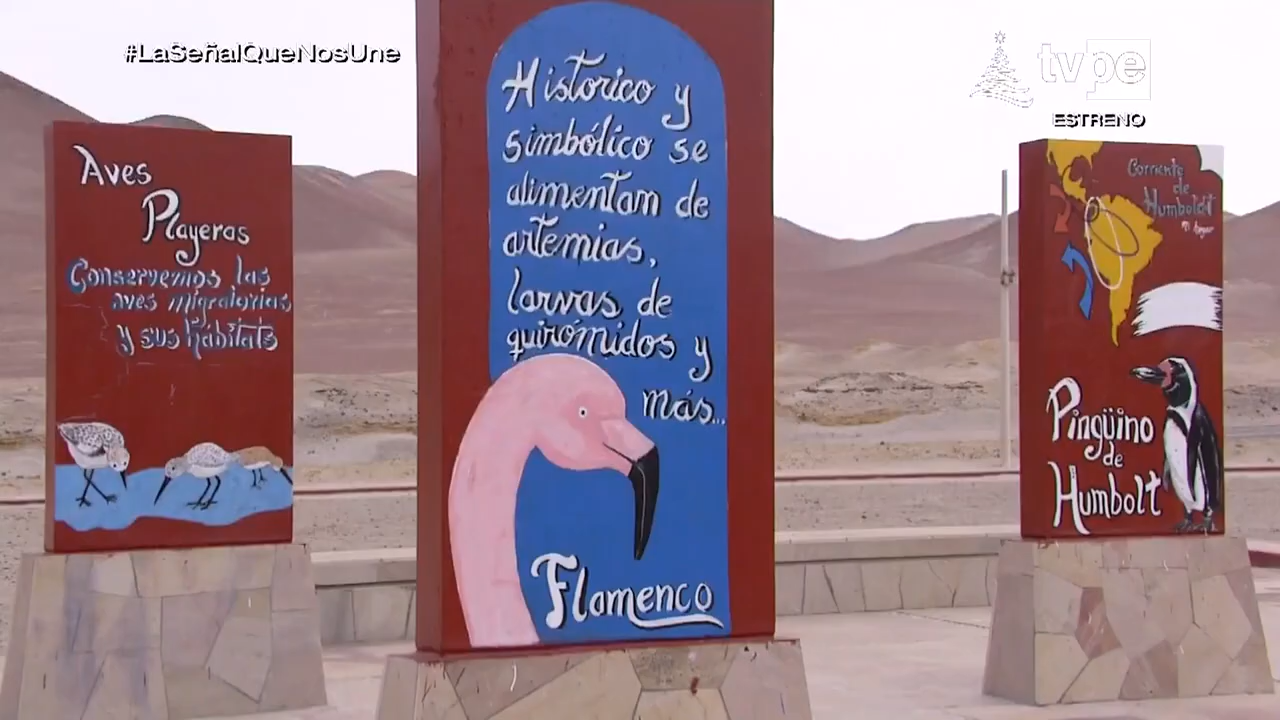 #LaSeñalQueNosUne
tvpe
ESTRENO
Aves
Playeras
Conservemos las
aves migratorias
y sus hábitats
Historico y
simbólico se
alimentan de
artemias,
larvas de
quirómidos y
más...
Flamenco
Corriente
de
Humboldt
Pingüino
de
Humbolt